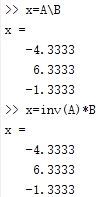 >> x=A\B
x =
-4.3333
6.3333
-1.3333
>> x=inv(A)*B
x =
-4.3333
6.3333
-1.3333